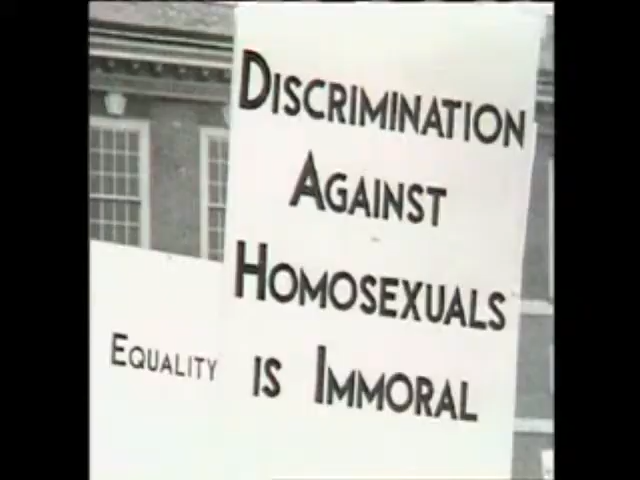 Discrimination
Against
Homosexuals
is Immoral
Equality